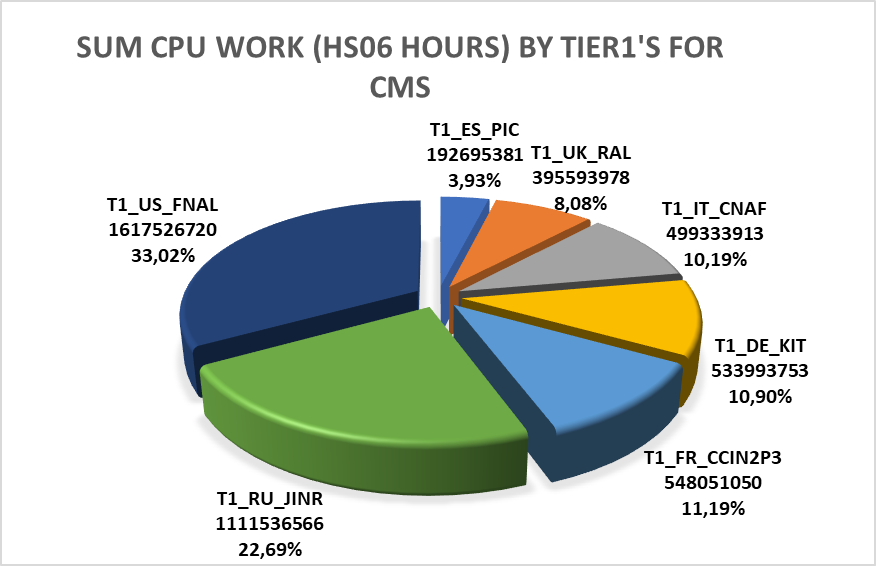 SUM CPU WORK (HS06 HOURS) BY TIER1'S FOR
CMS
T1_ES_PIC
192695381
3,93%
T1_UK_RAL
395593978
8,08%
T1_IT_CNAF
499333913
10,19%
T1_DE_KIT
533993753
10,90%
T1_FR_CCIN2P3
548051050
11,19%
T1_RU_JINR
1111536566
22,69%
T1_US_FNAL
1617526720
33,02%